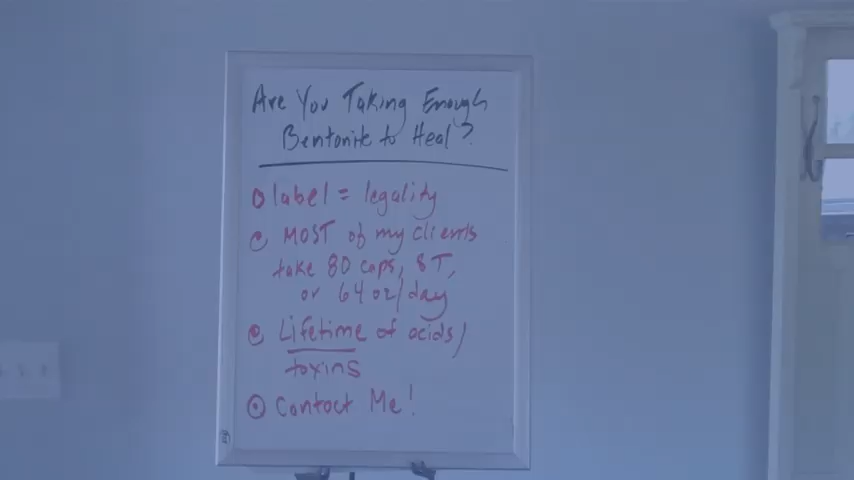 Are You Taking Enough
Bentonite to Heal?
label = legality
MOST of my clients
take 80 caps, 8T,
or 64 oz/day
Lifetime of acids/
toxins
Contact Me!